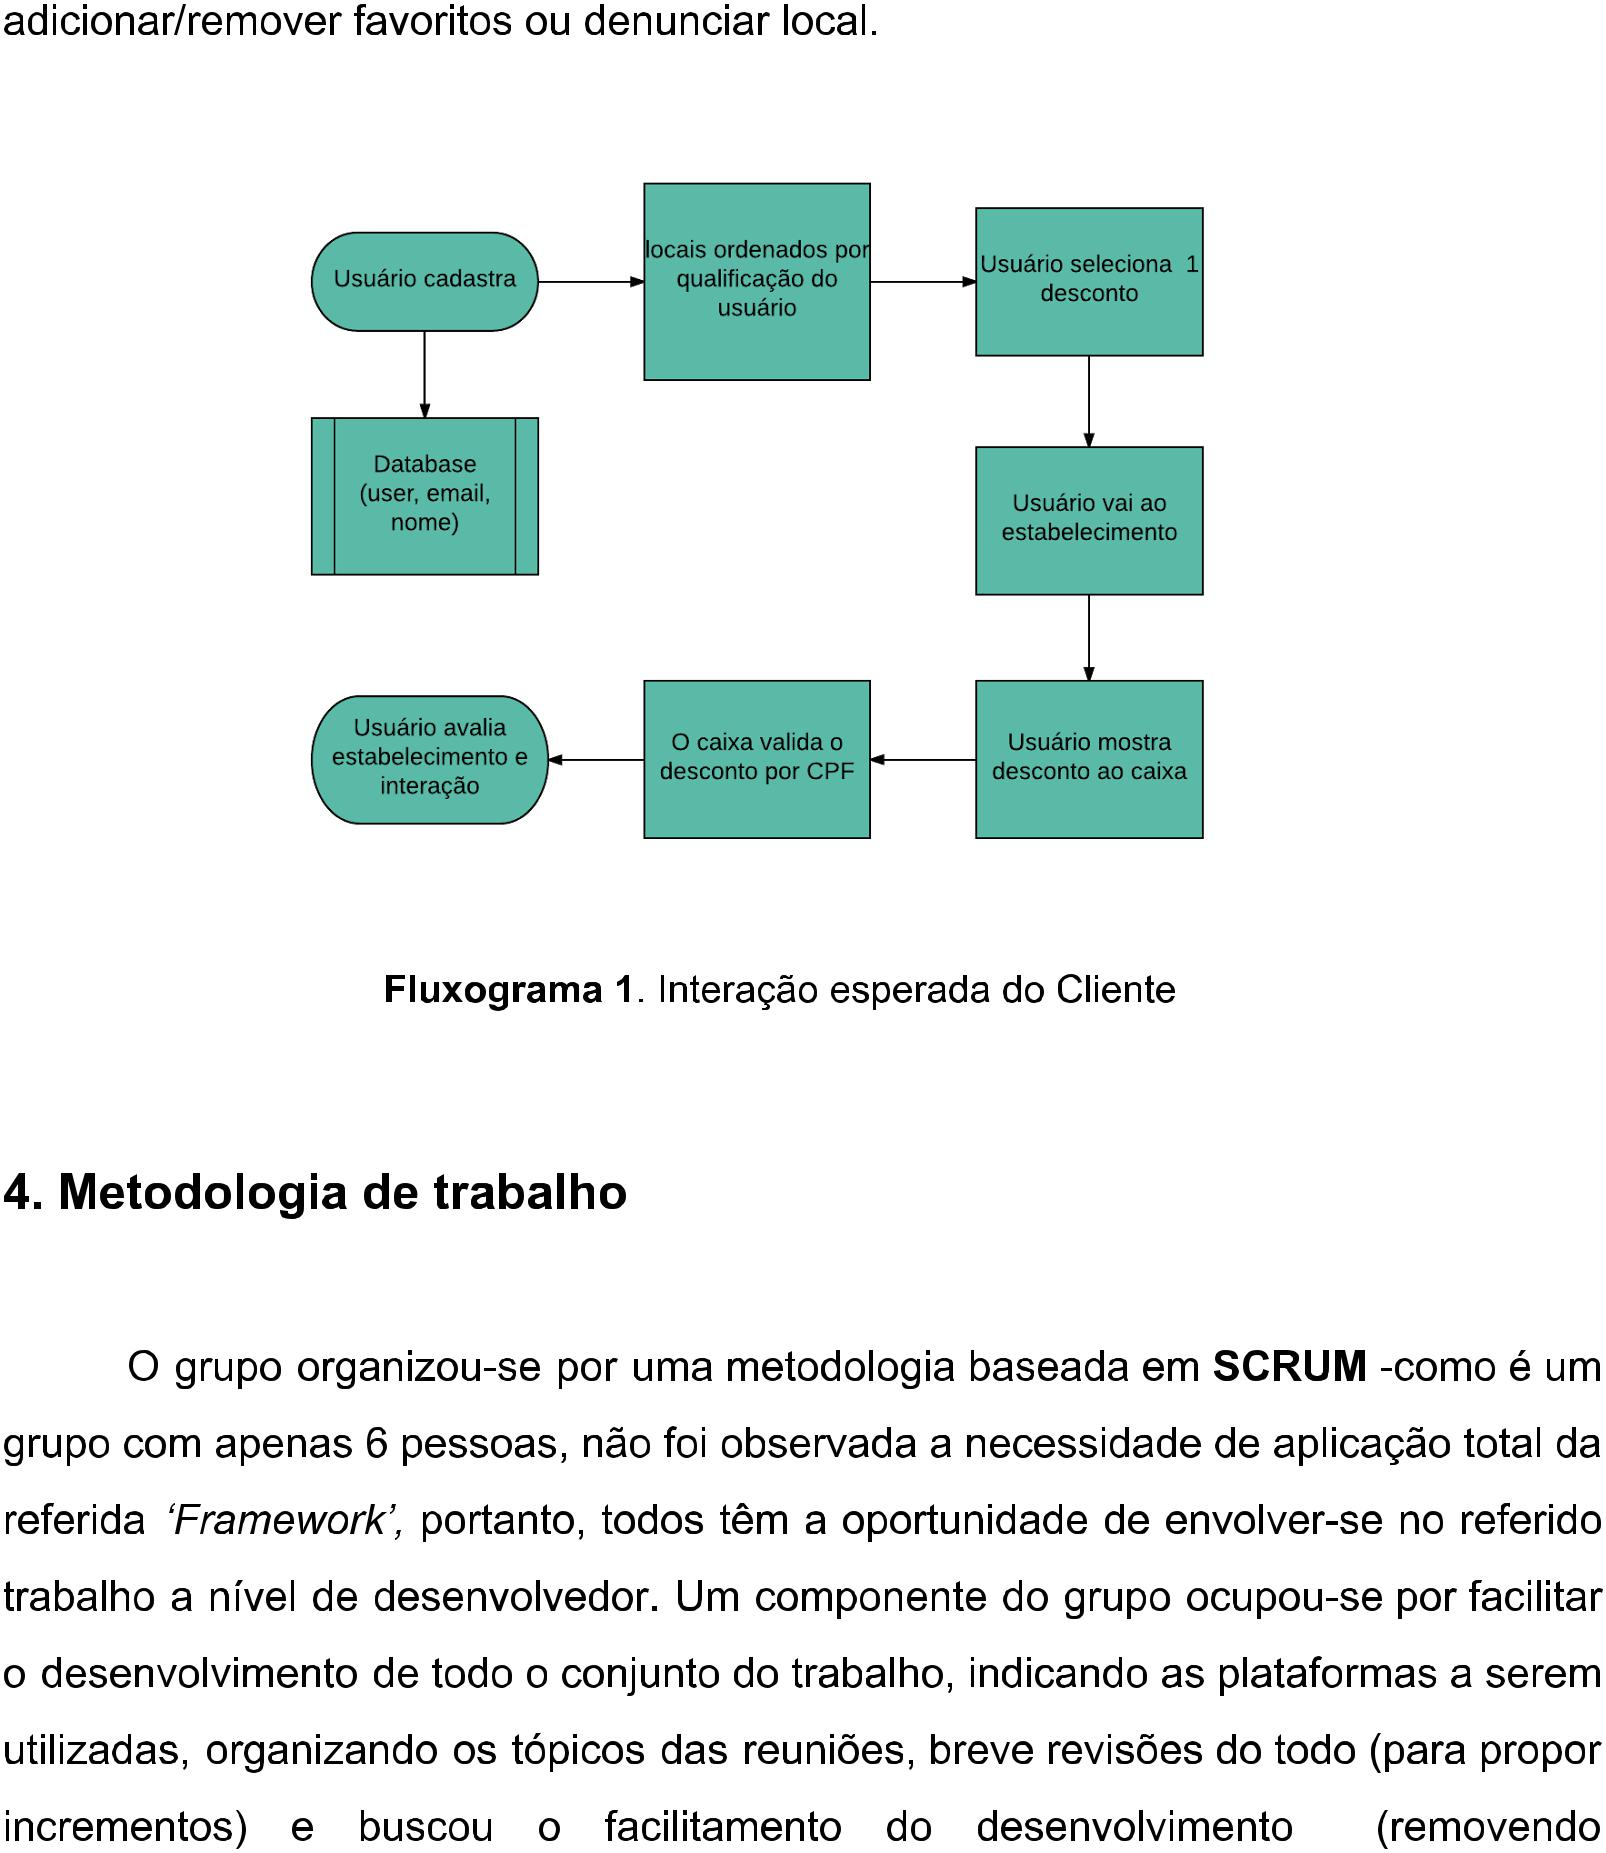 adicionar/remover favoritos ou denunciar local.
Usuário cadastra
locais ordenados por
qualificação do
usuário
Usuário seleciona  1
desconto
Database
(user, email,
nome)
Usuário vai ao
estabelecimento
Usuário mostra
desconto ao caixa
O caixa valida o
desconto por CPF
Usuário avalia
estabelecimento e
interação
Fluxograma 1. Interação esperada do Cliente
4. Metodologia de trabalho
O grupo organizou-se por uma metodologia baseada em SCRUM -como é um
grupo com apenas 6 pessoas, não foi observada a necessidade de aplicação total da
referida ‘Framework’, portanto, todos têm a oportunidade de envolver-se no referido
trabalho a nível de desenvolvedor. Um componente do grupo ocupou-se por facilitar
o desenvolvimento de todo o conjunto do trabalho, indicando as plataformas a serem
utilizadas, organizando os tópicos das reuniões, breve revisões do todo (para propor
incrementos) e buscou o facilitamento do desenvolvimento (removendo